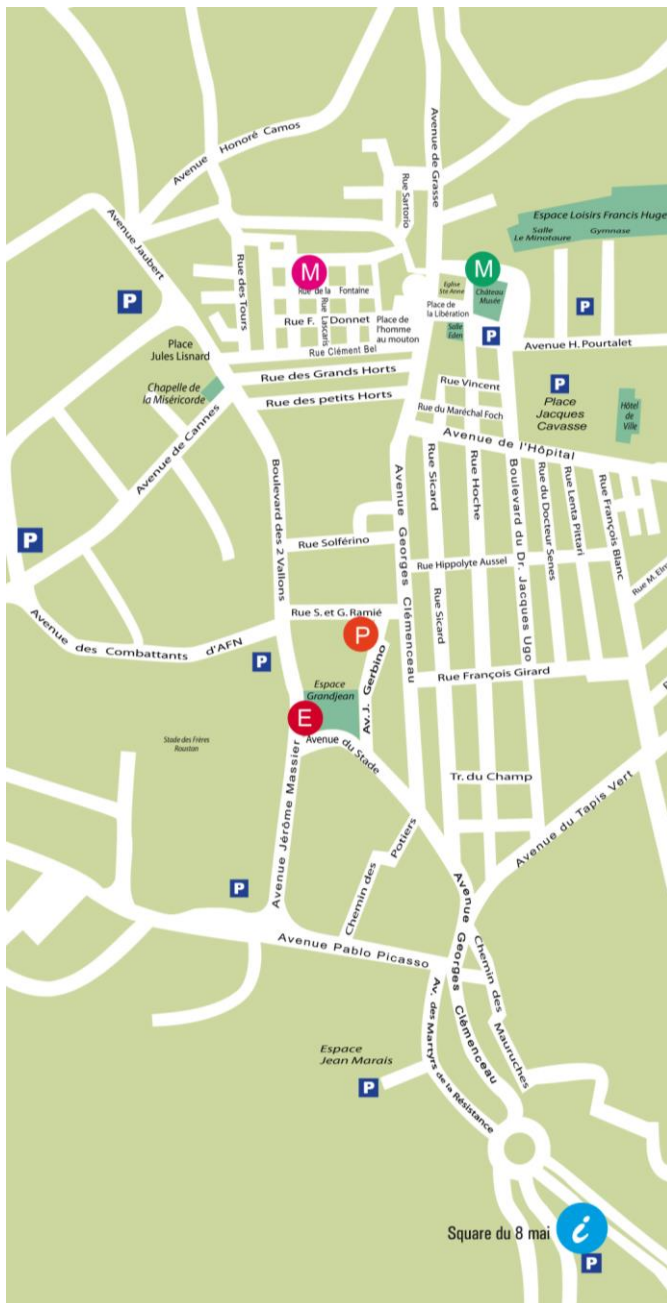 Avenue Honoré Camos
Avenue de Grasse
Rue Sartorio
Espace Loisirs Francis Huge
Salle
Le Minotaure
Gymnase
Avenue Jaubert
P
Rue des Tours
M
Rue de la Fontaine
Rue Lascaris
Rue F. Donnet
Place de
l'homme
au mouton
Eglise
Ste Anne
M
Château
Musée
Place de
la Libération
Salle
Eden
P
P
Avenue H. Pourtalet
Place
Jules Lisnard
Rue Clément Bel
Rue des Grands Horts
Rue des petits Horts
Chapelle de
la Miséricorde
Avenue de Cannes
Rue Vincent
Rue du Maréchal Foch
P
Place
Jacques
Cavasse
Hôtel
de
Ville
Avenue de l'Hôpital
Boulevard des 2 Vallons
Avenue Georges Clémenceau
Rue Sicard
Rue Hoche
Boulevard du Dr. Jacques Ugo
Rue du Docteur Senes
Rue Lenta Pittari
Rue François Blanc
P
Rue Solférino
Rue Hippolyte Aussel
Rue Sicard
Rue S. et G. Ramié
P
Avenue des Combattants d'AFN
P
Av. J. Gerbino
Rue François Girard
Espace
Grandjean
E
Avenue du Stade
Stade des Frères
Roustan
Avenue Jérôme Massier
Tr. du Champ
Avenue du Tapis Vert
Chemin des Potiers
P
Avenue Pablo Picasso
Avenue Georges Clémenceau
Chemin des Mauruches
Av. des Martyrs de la Résistance
Espace
Jean Marais
P
Square du 8 mai
i
P